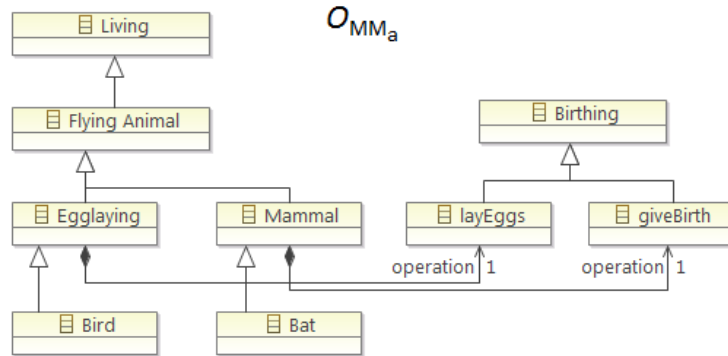 Living
O_MMa
Flying Animal
Birthing
Egglaying
Mammal
layEggs
giveBirth
operation 1
operation 1
Bird
Bat